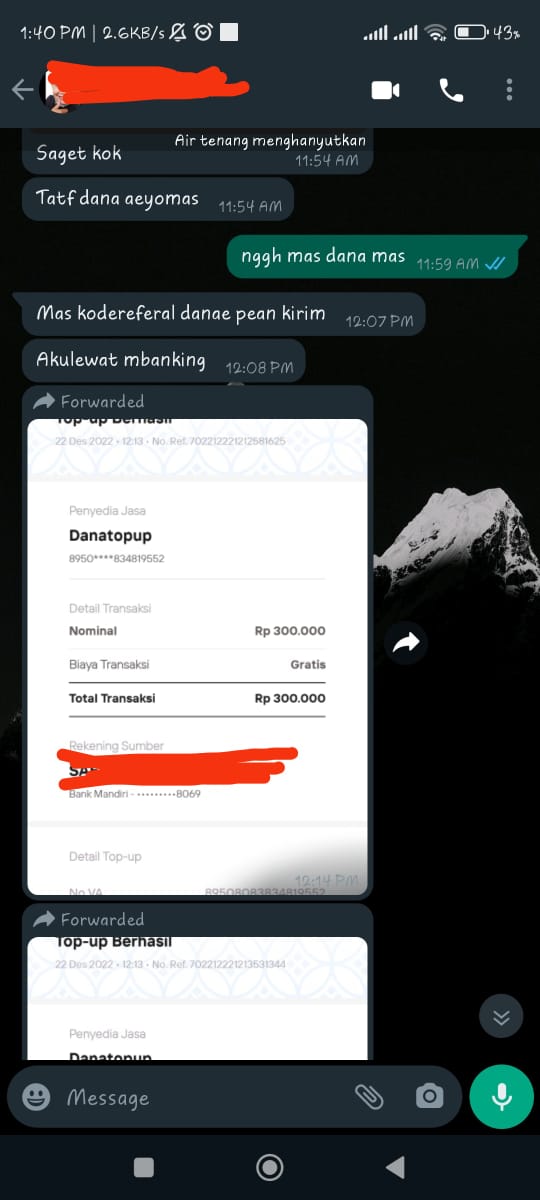 1:40 PM | 2.6KB/s
43%
Air tenang menghanyutkan
Saget kok
11:54 AM
Tatf dana aeyomas 11:54 AM
nggh mas dana mas 11:59 AM
Mas kodereferal danae pean kirim 12:07 PM
Akulewat mbanking 12:08 PM
Forwarded
Top-up Berhasil
22 Des 2022 • 12:13 • No. Ref. 702212221212581625
Penyedia Jasa
Danatopup
8950****834819552
Detail Transaksi
Nominal Rp 300.000
Biaya Transaksi Gratis
Total Transaksi Rp 300.000
Rekening Sumber
Bank Mandiri - •••••••••8069
Detail Top-up
12:14 PM
No VA 89508083834819552
Forwarded
Top-up Berhasil
22 Des 2022 • 12:13 • No. Ref. 702212221213531344
Penyedia Jasa
Danatopup
Message